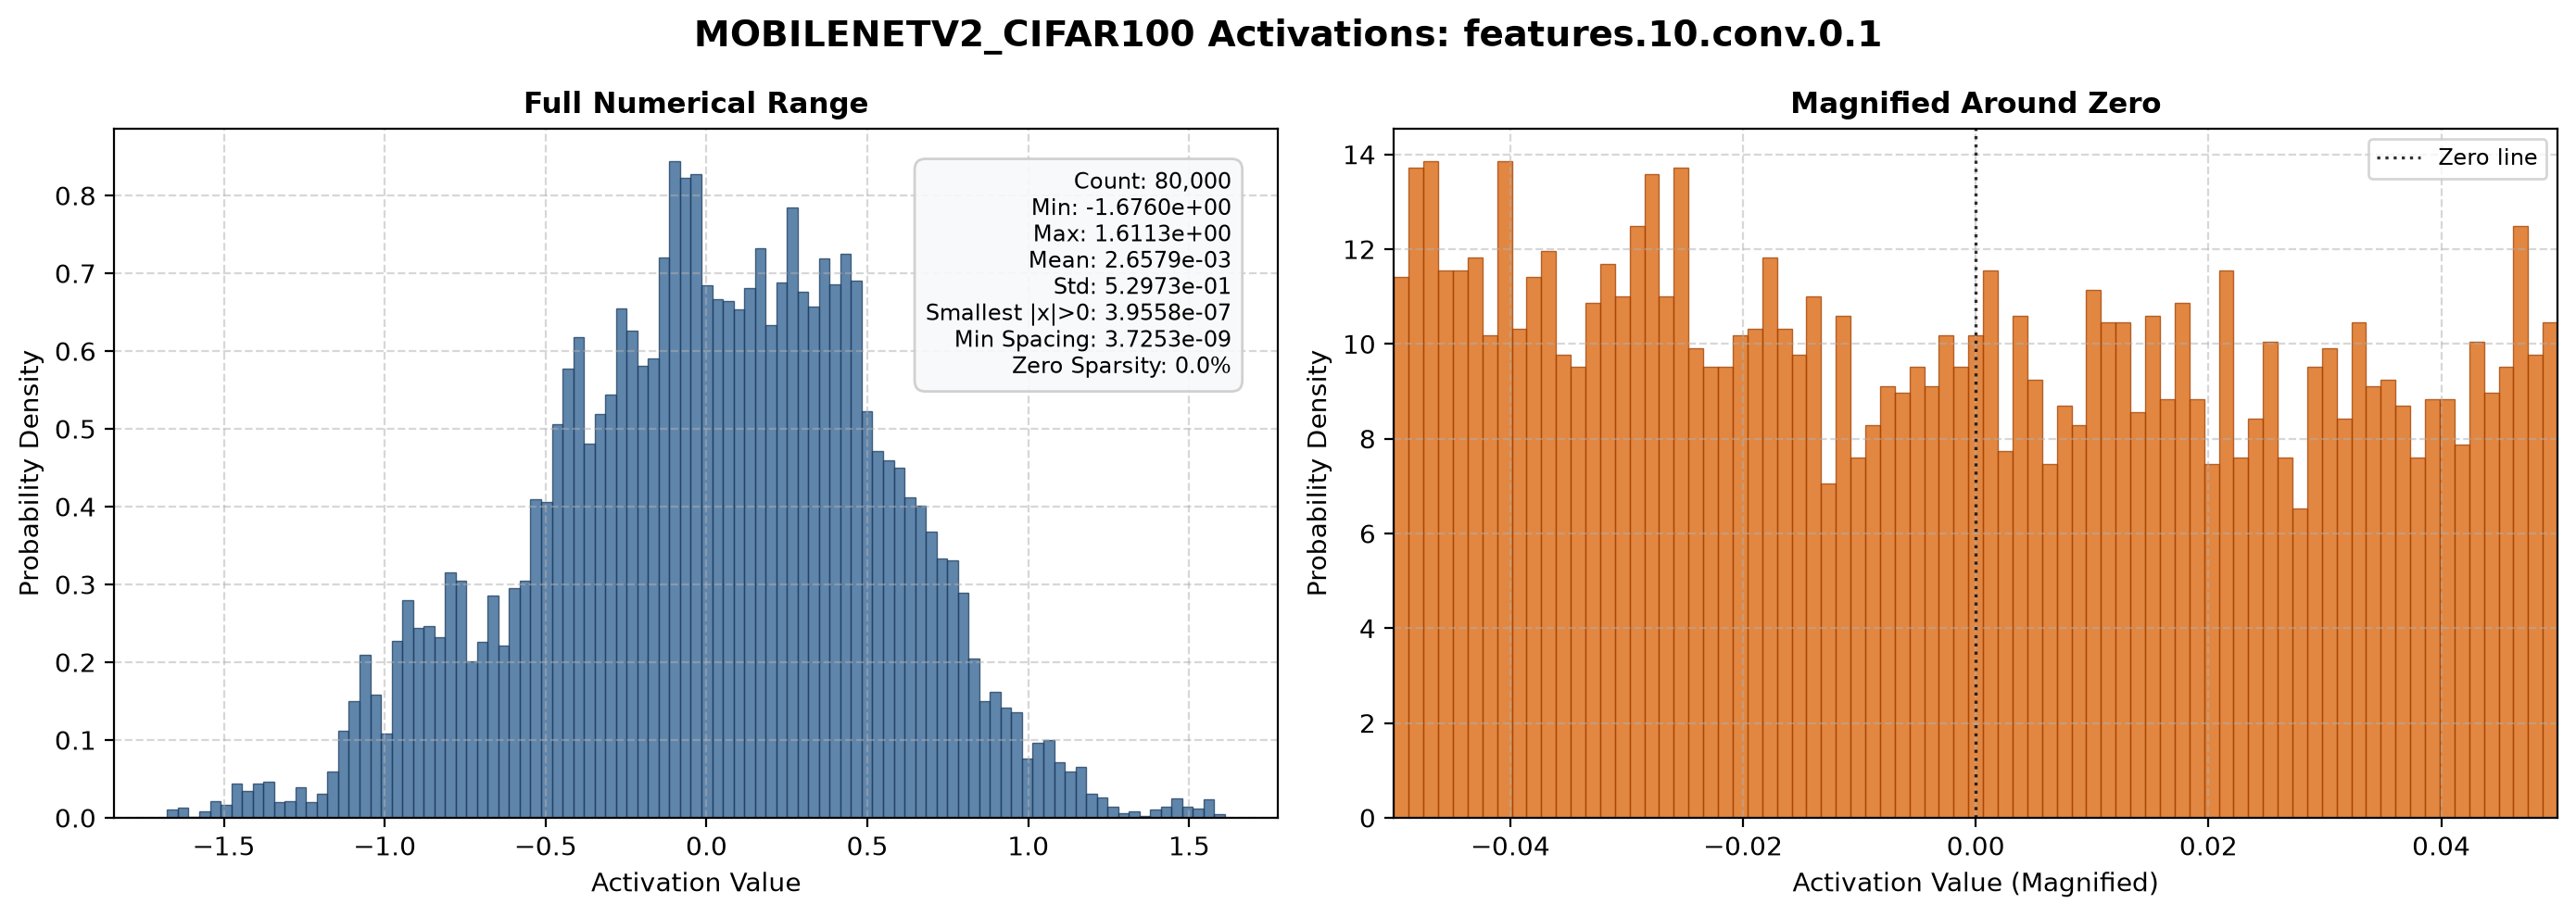 MOBILENETV2_CIFAR100 Activations: features.10.conv.0.1
Full Numerical Range
Probability Density
0.8
0.7
0.6
0.5
0.4
0.3
0.2
0.1
0.0
Count: 80,000
Min: -1.6760e+00
Max: 1.6113e+00
Mean: 2.6579e-03
Std: 5.2973e-01
Smallest |x|>0: 3.9558e-07
Min Spacing: 3.7253e-09
Zero Sparsity: 0.0%
−1.5 −1.0 −0.5 0.0 0.5 1.0 1.5
Activation Value
Magnified Around Zero
Probability Density
14
12
10
8
6
4
2
0
Zero line
−0.04 −0.02 0.00 0.02 0.04
Activation Value (Magnified)